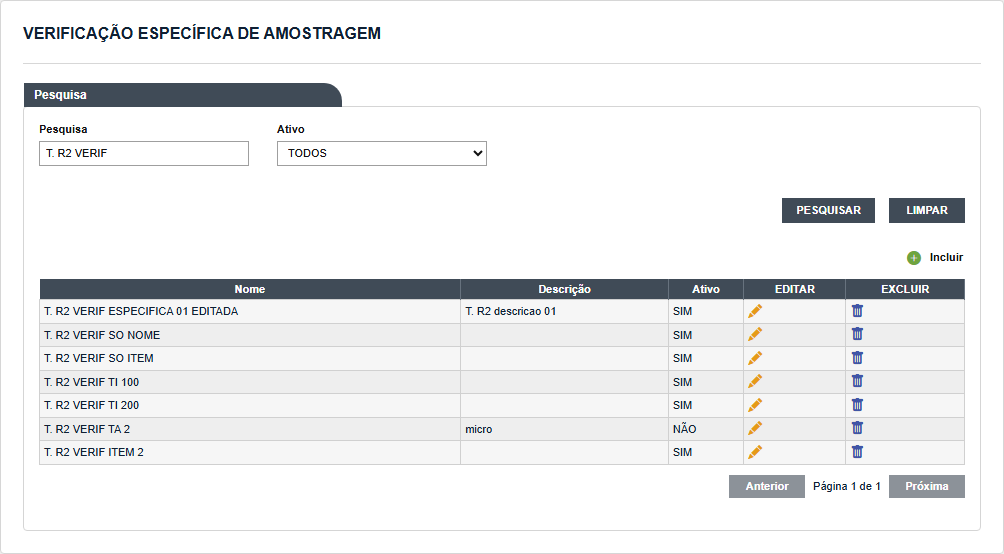 VERIFICAÇÃO ESPECÍFICA DE AMOSTRAGEM
Pesquisa
Pesquisa Ativo
T. R2 VERIF TODOS
PESQUISAR LIMPAR
Incluir
Nome Descrição Ativo EDITAR EXCLUIR
T. R2 VERIF ESPECIFICA 01 EDITADA T. R2 descricao 01 SIM
T. R2 VERIF SO NOME SIM
T. R2 VERIF SO ITEM SIM
T. R2 VERIF TI 100 SIM
T. R2 VERIF TI 200 SIM
T. R2 VERIF TA 2 micro NÃO
T. R2 VERIF ITEM 2 SIM
Anterior Página 1 de 1 Próxima